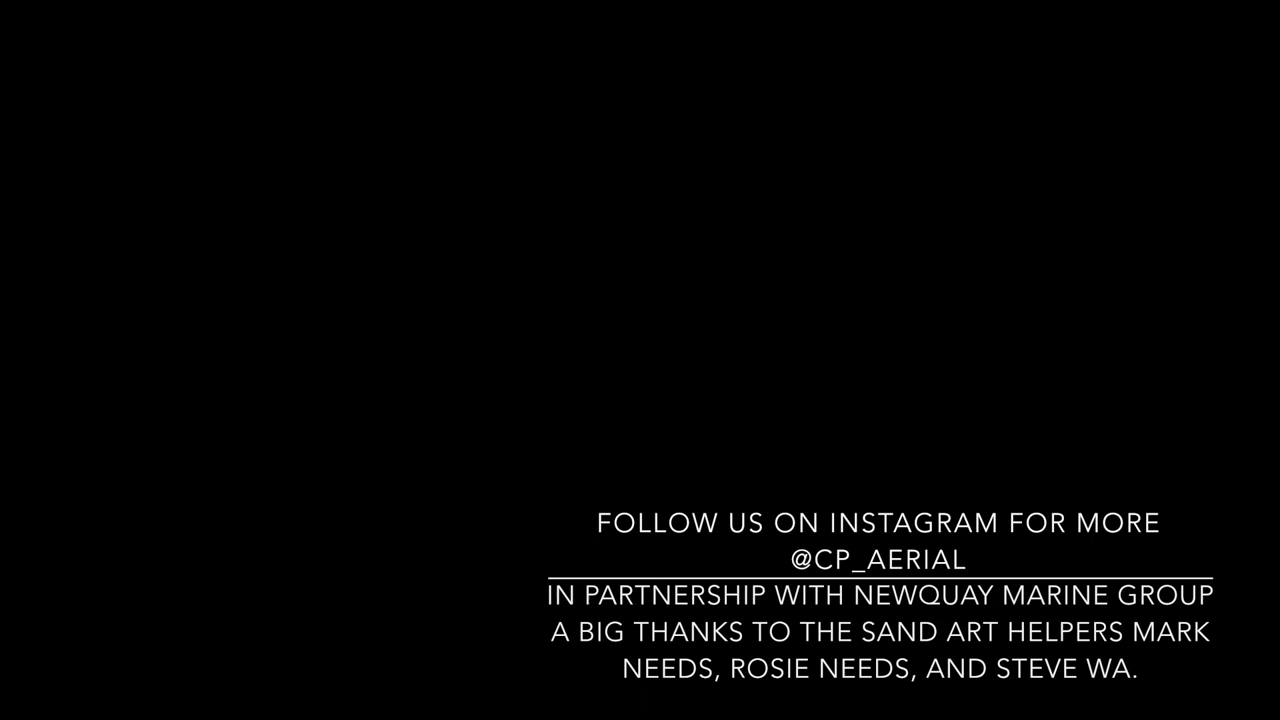 FOLLOW US ON INSTAGRAM FOR MORE
@CP_AERIAL
IN PARTNERSHIP WITH NEWQUAY MARINE GROUP
A BIG THANKS TO THE SAND ART HELPERS MARK
NEEDS, ROSIE NEEDS, AND STEVE WA.